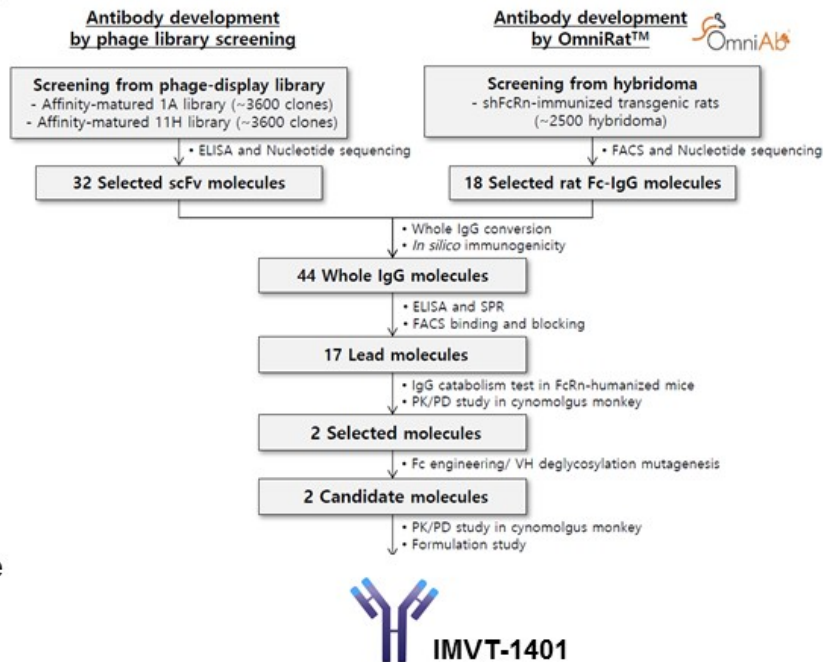 Antibody development
by phage library screening
Antibody development
by OmniRat™
OmniAb
Screening from phage-display library
- Affinity-matured 1A library (~3600 clones)
- Affinity-matured 11H library (~3600 clones)
Screening from hybridoma
- shFcRn-immunized transgenic rats
(~2500 hybridoma)
• ELISA and Nucleotide sequencing
• FACS and Nucleotide sequencing
32 Selected scFv molecules
18 Selected rat Fc-IgG molecules
• Whole IgG conversion
• In silico immunogenicity
44 Whole IgG molecules
• ELISA and SPR
• FACS binding and blocking
17 Lead molecules
• IgG catabolism test in FcRn-humanized mice
• PK/PD study in cynomolgus monkey
2 Selected molecules
• Fc engineering/ VH deglycosylation mutagenesis
2 Candidate molecules
• PK/PD study in cynomolgus monkey
• Formulation study
e
IMVT-1401